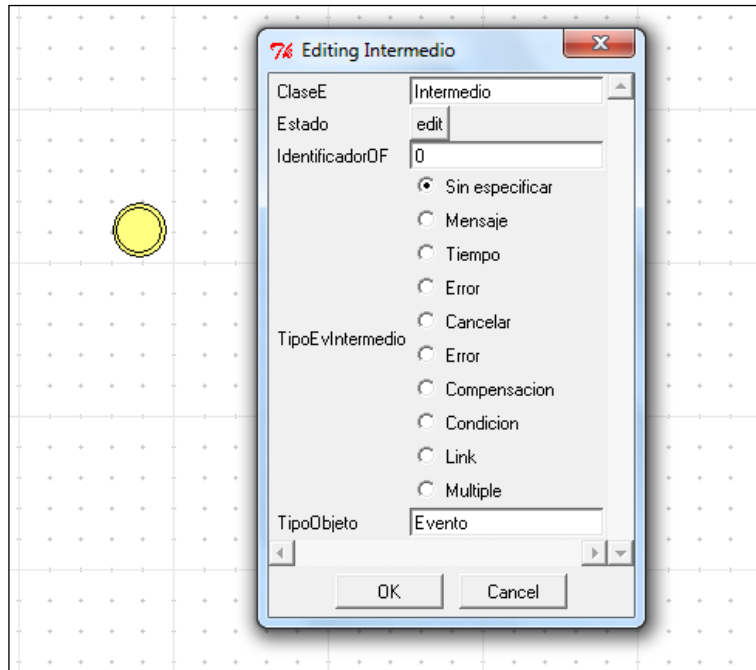 Editing Intermedio
ClaseE Intermedio
Estado edit
IdentificadorOF 0
Sin especificar
Mensaje
Tiempo
Error
Cancelar
TipoEvIntermedio
Error
Compensacion
Condicion
Link
Multiple
TipoObjeto Evento
OK Cancel